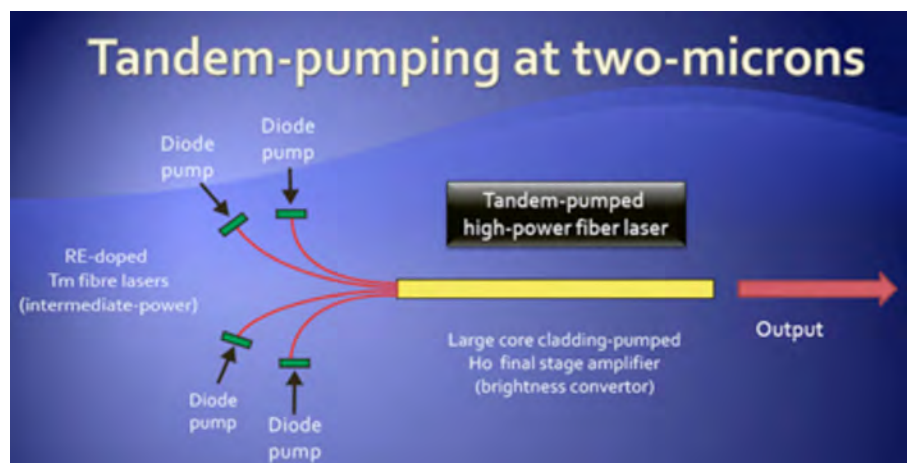 Tandem-pumping at two-microns
Diode
pump
Diode
pump
Tandem-pumped
high-power fiber laser
RE-doped
Tm fibre lasers
(intermediate-power)
Output
Large core cladding-pumped
Ho final stage amplifier
(brightness convertor)
Diode
pump
Diode
pump